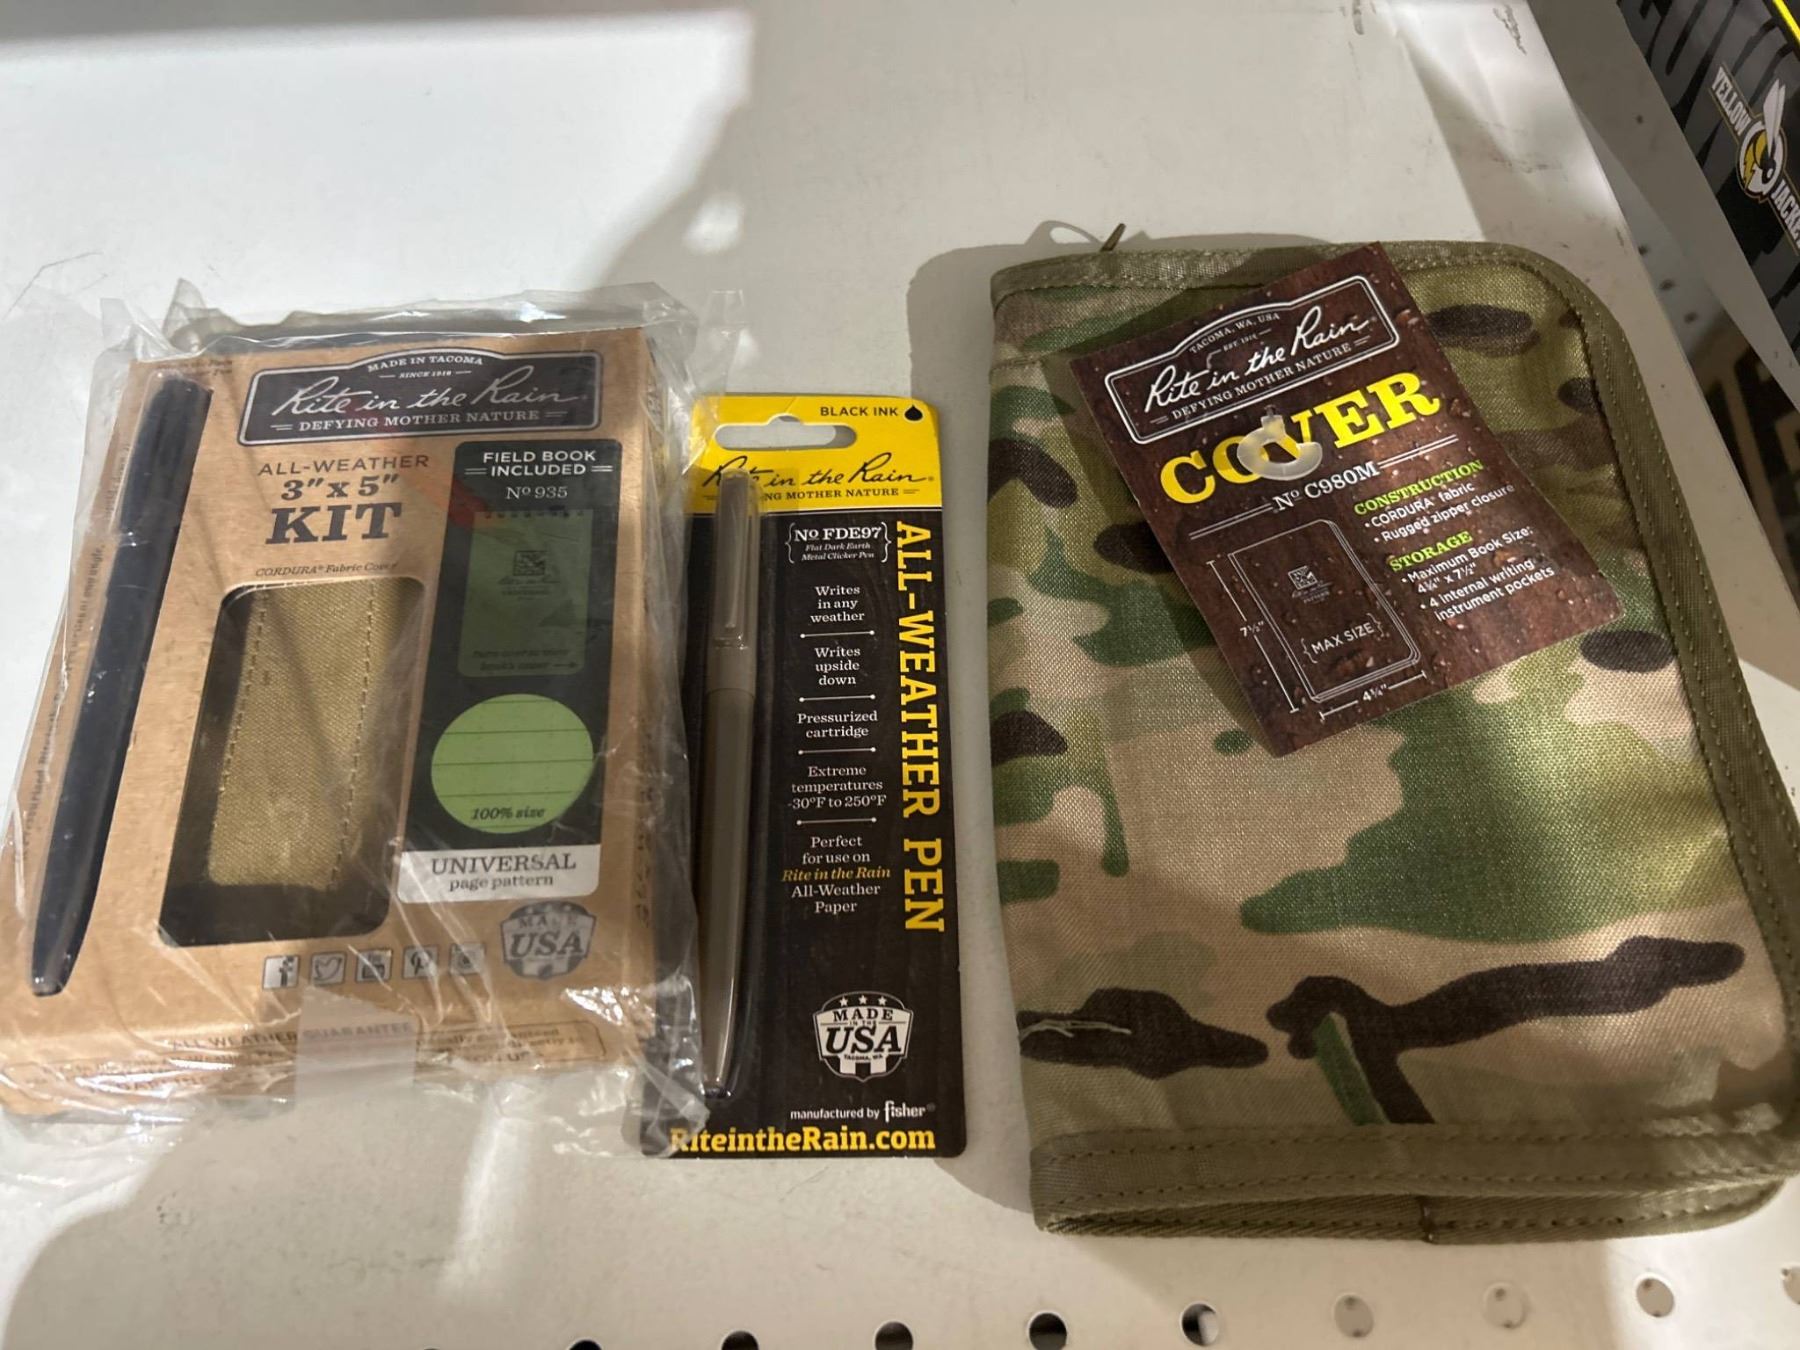 MADE IN TACOMA
SINCE 1916
Rite in the Rain
DEFYING MOTHER NATURE
ALL-WEATHER
3" x 5"
KIT
CORDURA® Fabric Cover
FIELD BOOK
INCLUDED
Nº 935
100% size
UNIVERSAL
page pattern
MADE
USA
ALL WEATHER GUARANTEE
BLACK INK
Rite in the Rain
DEFYING MOTHER NATURE
Nº FDE97
Flat Dark Earth
Metal Clicker Pen
Writes
in any
weather
Writes
upside
down
Pressurized
cartridge
Extreme
temperatures
-30ºF to 250ºF
Perfect
for use on
Rite in the Rain
All-Weather
Paper
ALL-WEATHER PEN
MADE
IN THE
USA
TACOMA, WA
manufactured by fisher
RiteintheRain.com
TACOMA, WA, USA
EST. 1916
Rite in the Rain
DEFYING MOTHER NATURE
COVER
Nº C980M
CONSTRUCTION
• CORDURA® fabric
• Rugged zipper closure
STORAGE
• Maximum Book Size:
4¾" x 7½"
• 4 internal writing
instrument pockets
7½"
{MAX SIZE}
4¾"
YELLOW
JACKET